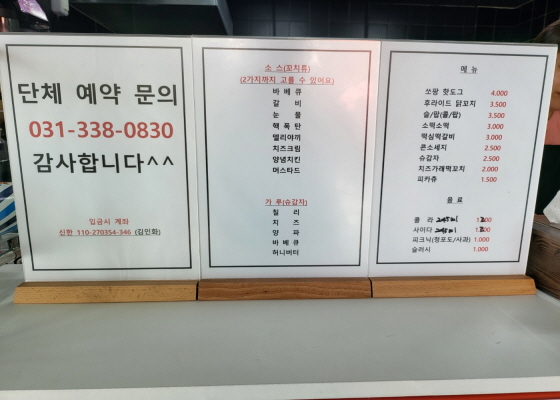 단체 예약 문의
031-338-0830
감사합니다^^
입금시 계좌
신한 110-270354-346 (김인화)
소 스(꼬치류)
(2가지까지 고를 수 있어요)
바 베 큐
갈 비
눈 물
핵 폭 탄
데리야끼
치즈크림
양념치킨
머스타드
가 루(슈감자)
칠 리
치 즈
양 파
바 베 큐
허니버터
메 뉴
쏘팡 핫도그 4.000
후라이드 닭꼬치 3.500
슬/팝(콜/팝) 3.500
소떡소떡 3.000
떡심떡갈비 3.000
콘소세지 2.500
슈감자 2.500
치즈가래떡꼬치 2.000
피카츄 1.500
음 료
콜 라
사이다
피크닉(청포도/사과) 1.000
슬러시 1.000